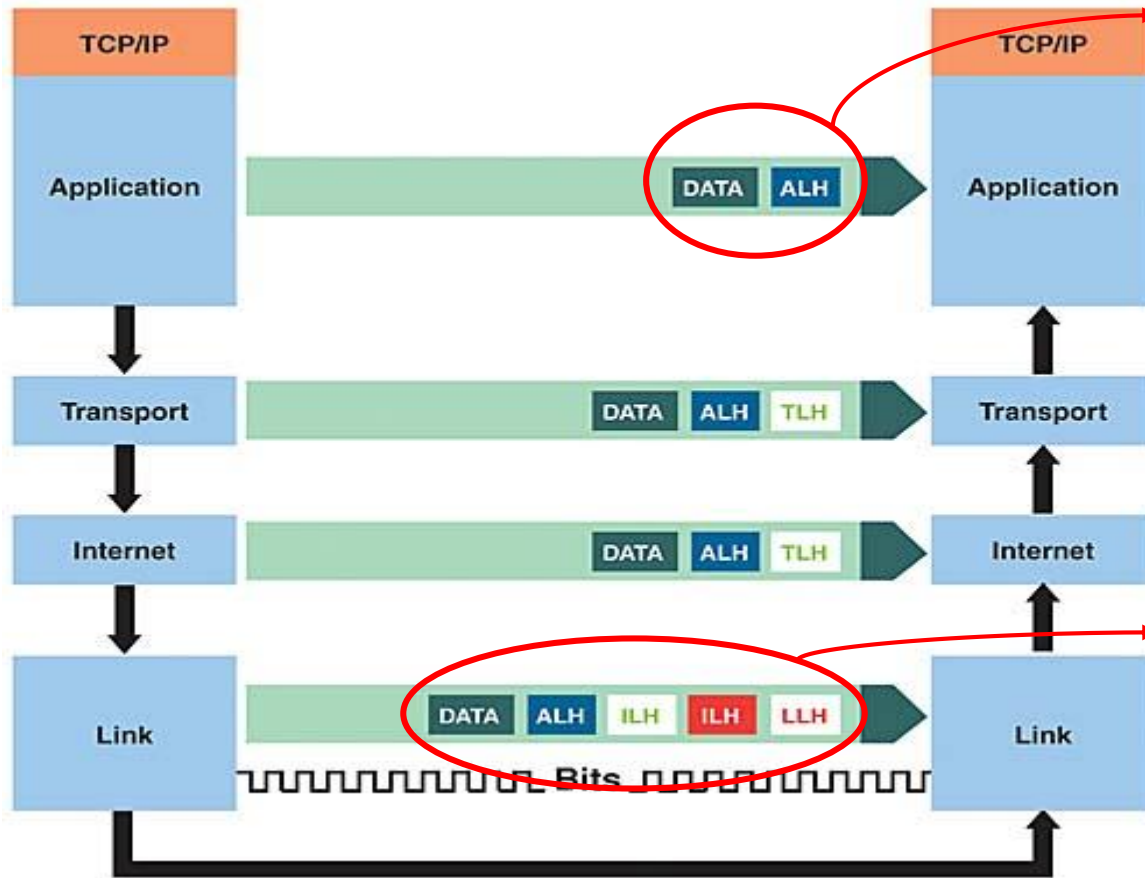 TCP/IP
TCP/IP
Application
DATA ALH
Application
Transport
DATA ALH TLH
Transport
Internet
DATA ALH TLH
Internet
Link
DATA ALH ILH ILH LLH
Link
Bits